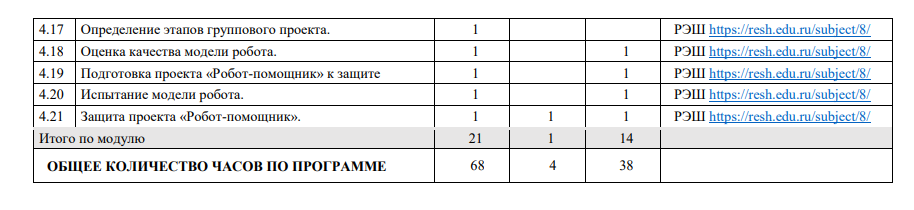 4.17 Определение этапов группового проекта. 1 РЭШ https://resh.edu.ru/subject/8/
4.18 Оценка качества модели робота. 1 1 РЭШ https://resh.edu.ru/subject/8/
4.19 Подготовка проекта «Робот-помощник» к защите 1 1 РЭШ https://resh.edu.ru/subject/8/
4.20 Испытание модели робота. 1 1 РЭШ https://resh.edu.ru/subject/8/
4.21 Защита проекта «Робот-помощник». 1 1 1 РЭШ https://resh.edu.ru/subject/8/
Итого по модулю 21 1 14
ОБЩЕЕ КОЛИЧЕСТВО ЧАСОВ ПО ПРОГРАММЕ 68 4 38